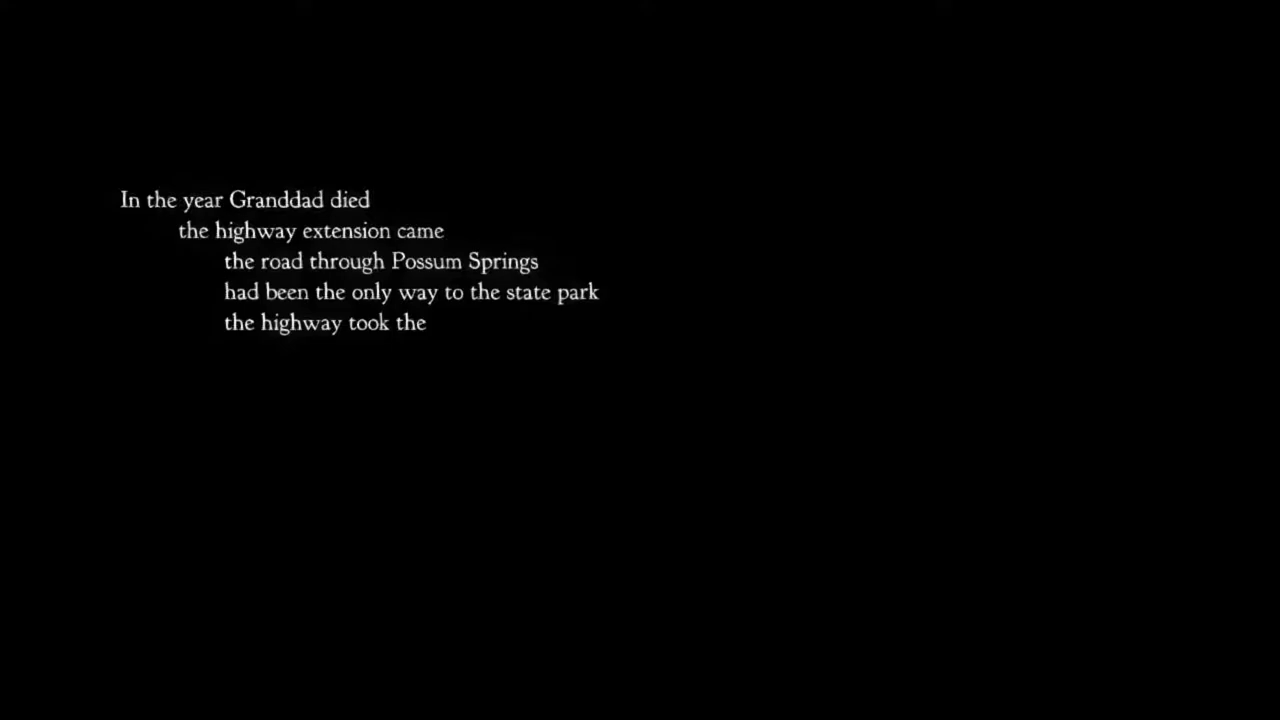 In the year Granddad died
the highway extension came
the road through Possum Springs
had been the only way to the state park
the highway took the